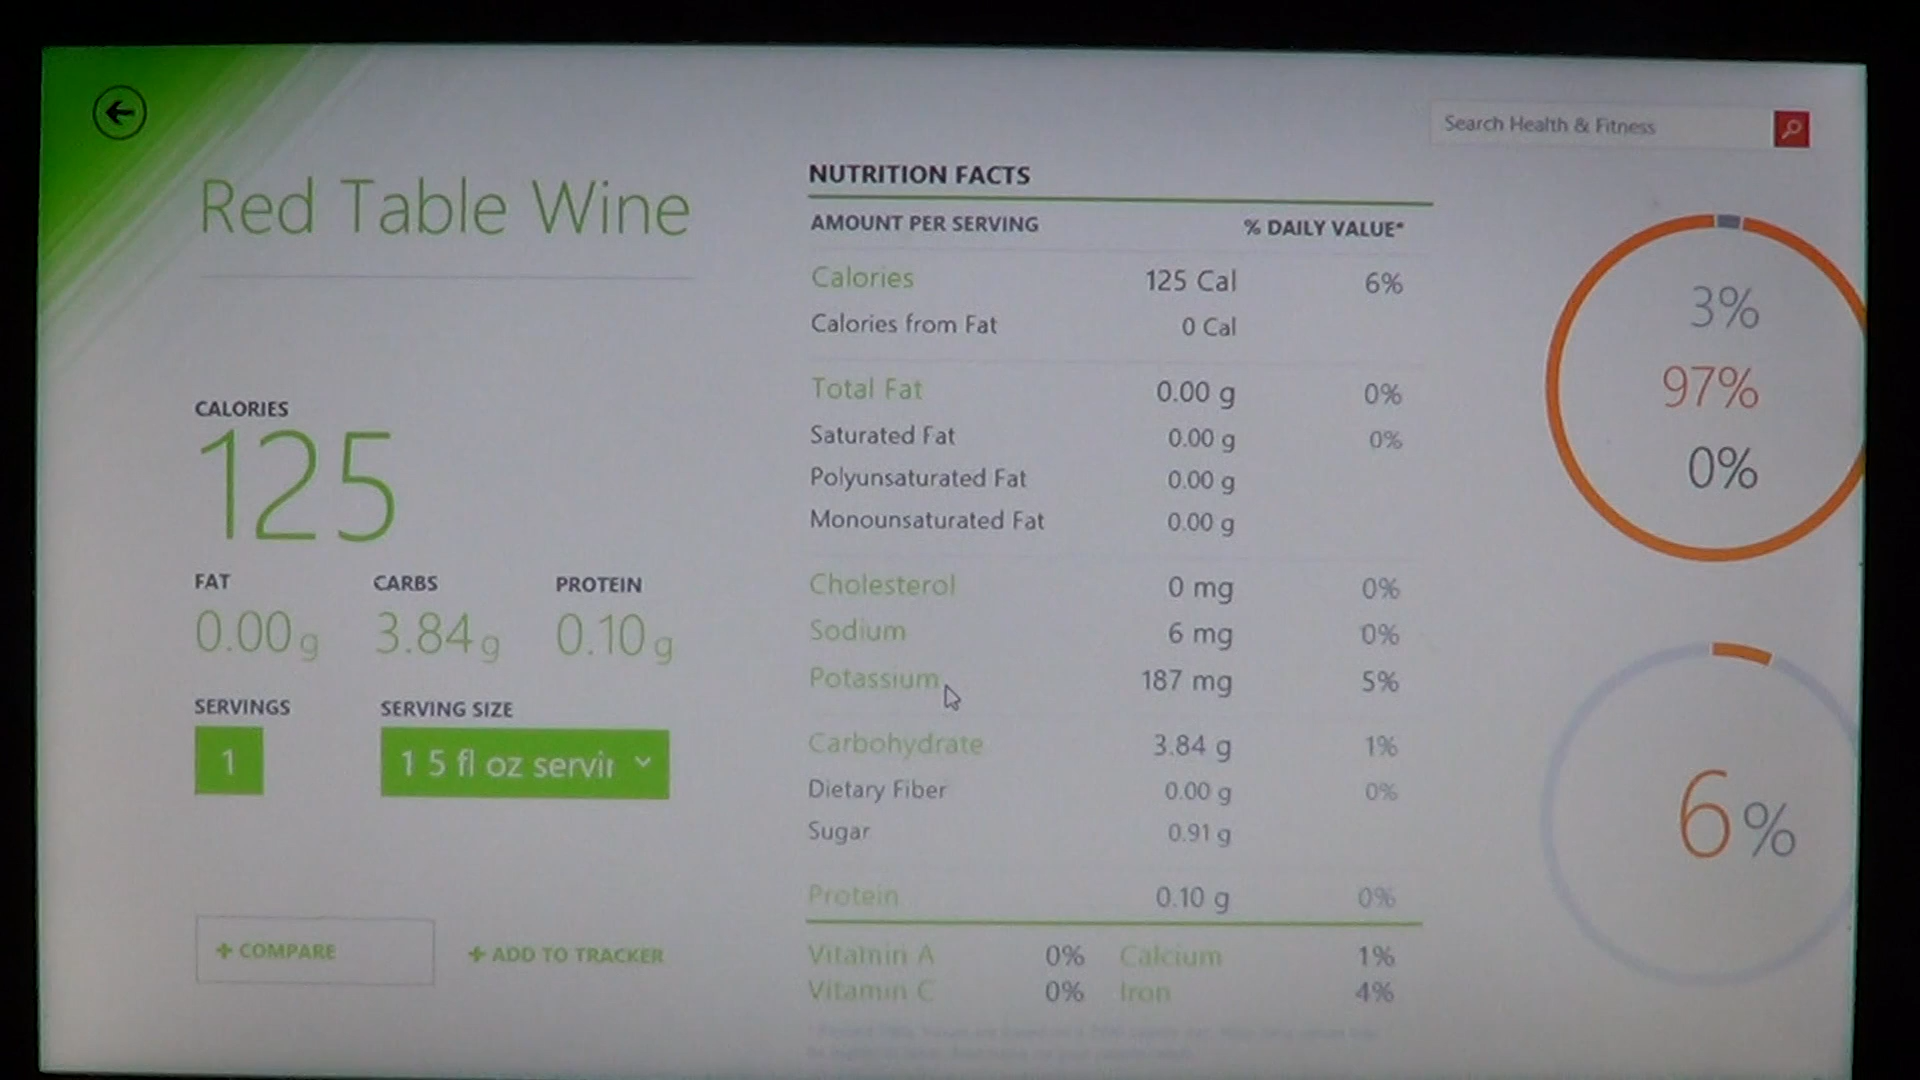 Search Health & Fitness
Red Table Wine
CALORIES
125
FAT CARBS PROTEIN
0.00 g 3.84 g 0.10 g
SERVINGS SERVING SIZE
1 1 5 fl oz servir
+ COMPARE + ADD TO TRACKER
NUTRITION FACTS
AMOUNT PER SERVING % DAILY VALUE*
Calories 125 Cal 6%
Calories from Fat 0 Cal
Total Fat 0.00 g 0%
Saturated Fat 0.00 g 0%
Polyunsaturated Fat 0.00 g
Monounsaturated Fat 0.00 g
Cholesterol 0 mg 0%
Sodium 6 mg 0%
Potassium 187 mg 5%
Carbohydrate 3.84 g 1%
Dietary Fiber 0.00 g 0%
Sugar 0.91 g
Protein 0.10 g 0%
Vitamin A 0% Calcium 1%
Vitamin C 0% Iron 4%
3%
97%
0%
6%